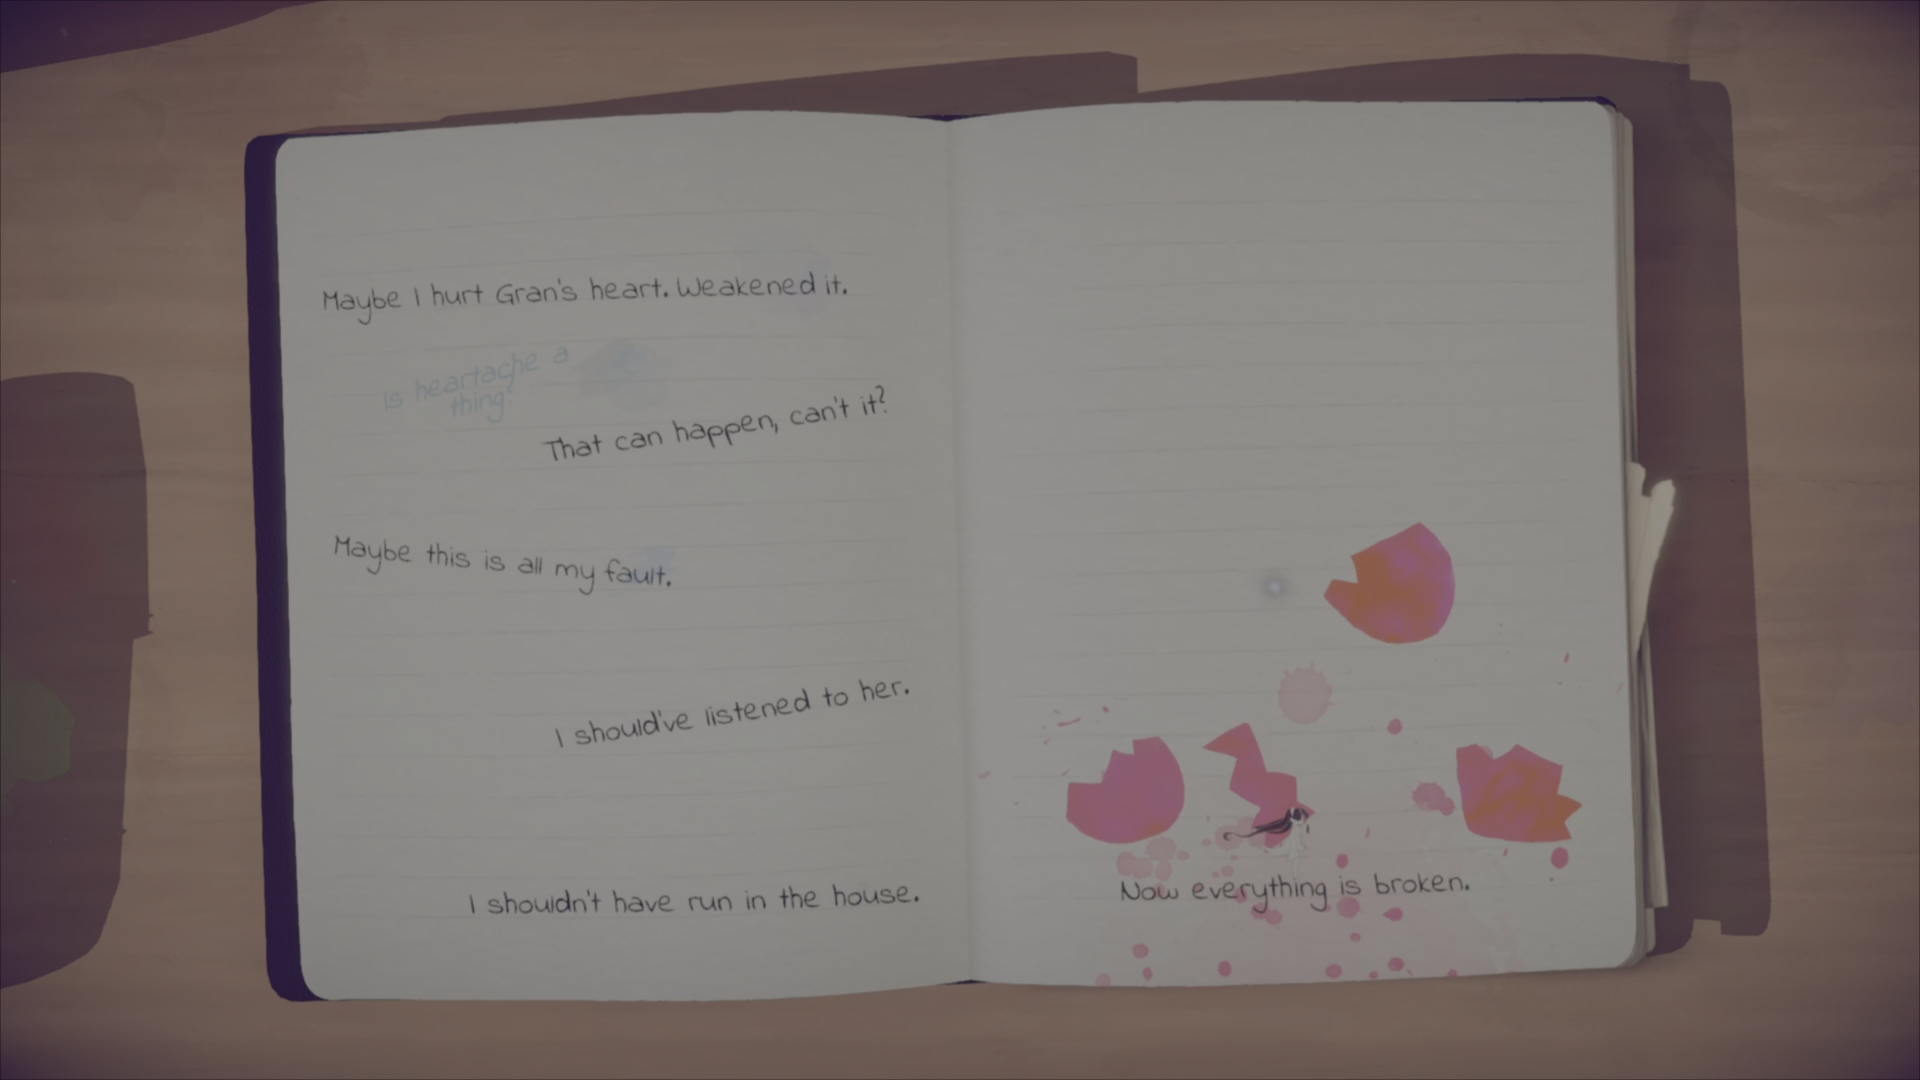 Maybe I hurt Gran's heart. Weakened it.
Is heartache a
thing?
That can happen, can't it?
Maybe this is all my fault.
I should've listened to her.
I shouldn't have run in the house.
Now everything is broken.